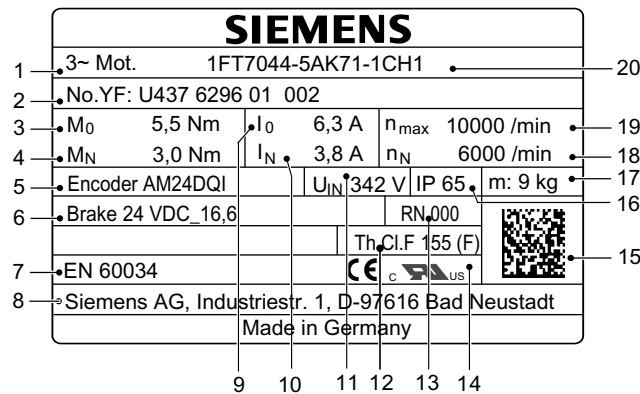 SIEMENS
1 3~ Mot. 1FT7044-5AK71-1CH1 20
2 No.YF: U437 6296 01 002
3 M0 5,5 Nm I0 6,3 A nmax 10000 /min 19
4 MN 3,0 Nm IN 3,8 A nN 6000 /min 18
5 Encoder AM24DQI UIN 342 V IP 65 m: 9 kg 17
16
6 Brake 24 VDC_16,6 RN 000
Th.Cl.F 155 (F)
15
7 EN 60034 CE C RU US
8 Siemens AG, Industriestr. 1, D-97616 Bad Neustadt
Made in Germany
9 10 11 12 13 14